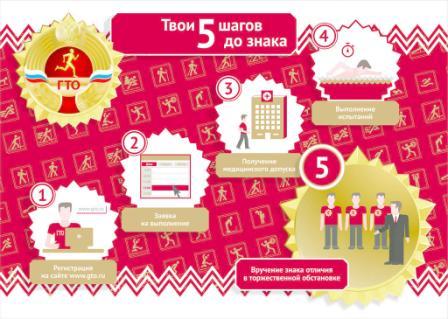 Твои 5 шагов
до знака
ГТО
1
www.gto.ru
ГТО
Регистрация
на сайте www.gto.ru
2
Заявка
на выполнение
3
Получение
медицинского допуска
4
Выполнение
испытаний
5
Вручение знака отличия
в торжественной обстановке